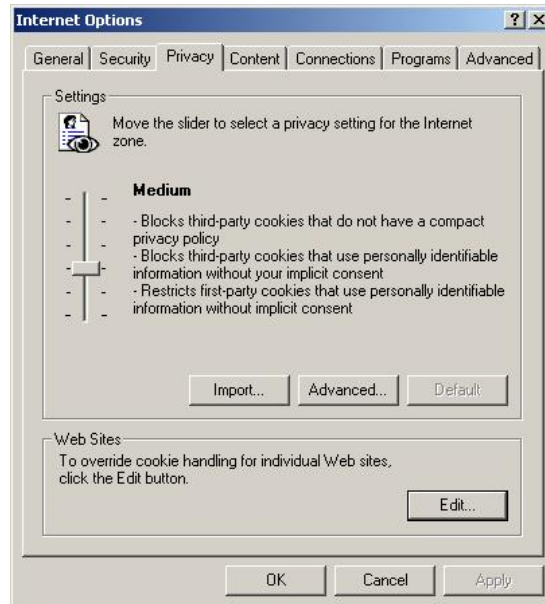 Internet Options
General Security Privacy Content Connections Programs Advanced
Settings
Move the slider to select a privacy setting for the Internet
zone.
Medium
- Blocks third-party cookies that do not have a compact
privacy policy
- Blocks third-party cookies that use personally identifiable
information without your implicit consent
- Restricts first-party cookies that use personally identifiable
information without implicit consent
Import... Advanced... Default
Web Sites
To override cookie handling for individual Web sites,
click the Edit button.
Edit...
OK Cancel Apply